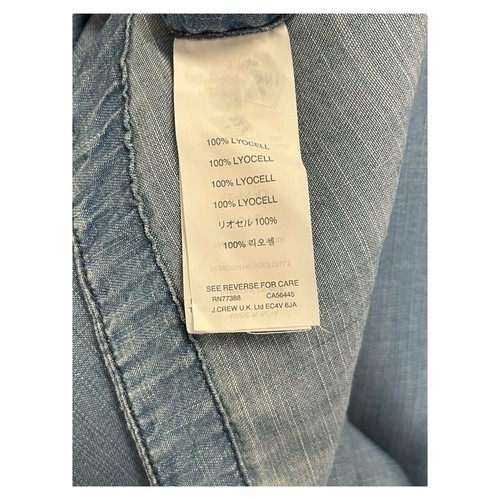 100% LYOCELL
100% LYOCELL
100% LYOCELL
100% LYOCELL
リオセル 100%
100% 리오셀
SEE REVERSE FOR CARE
RN77388 CA56445
J.CREW U.K. Ltd EC4V 6JA